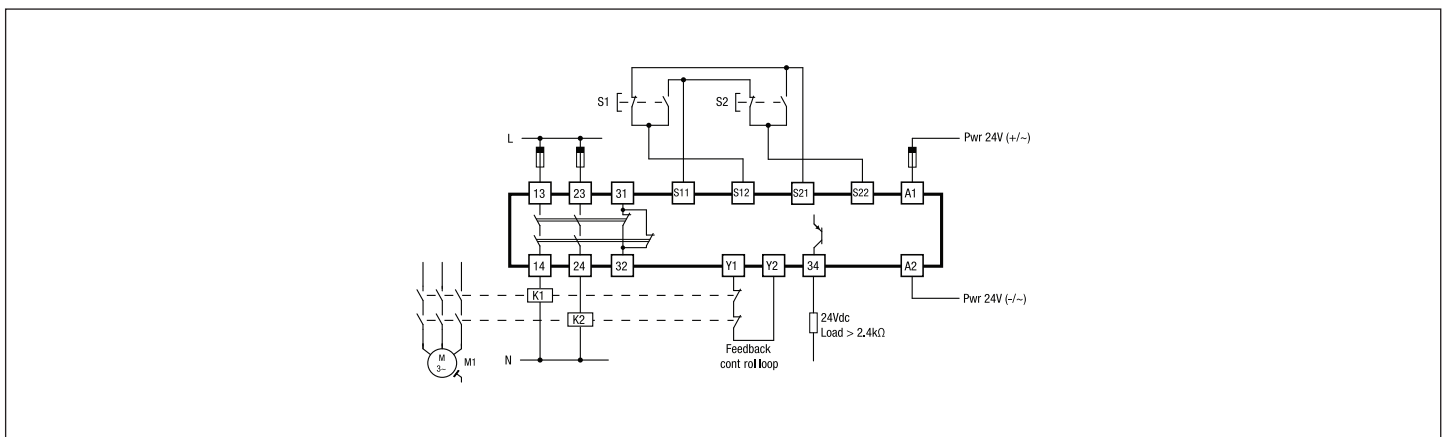 S1
S2
L
Pwr 24V (+/~)
13
23
31
S11
S12
S21
S22
A1
14
24
32
Y1
Y2
34
A2
K1
K2
Pwr 24V (-/~)
24Vdc
Load > 2.4kΩ
Feedback
cont rol loop
M
3~
M1
N